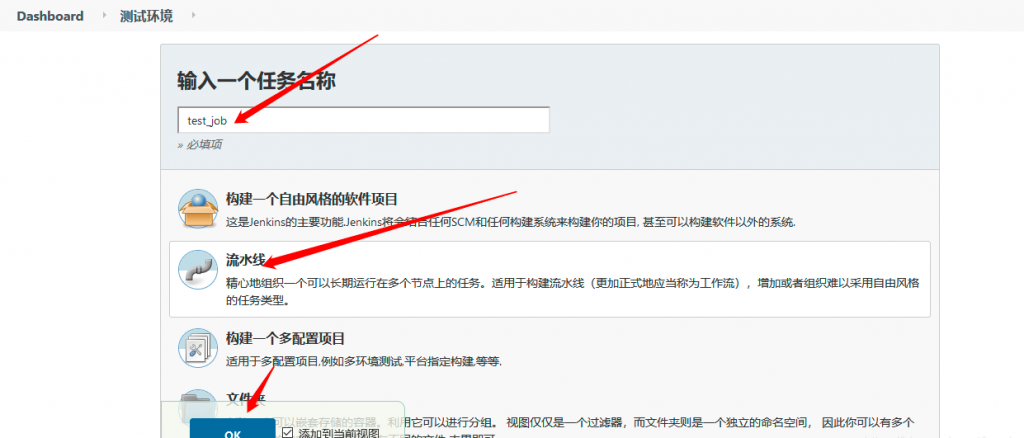 Dashboard 测试环境
输入一个任务名称
test_job
» 必填项
构建一个自由风格的软件项目
这是Jenkins的主要功能.Jenkins将会结合任何SCM和任何构建系统来构建你的项目, 甚至可以构建软件以外的系统.
流水线
精心地组织一个可以长期运行在多个节点上的任务。适用于构建流水线（更加正式地应当称为工作流），增加或者组织难以采用自由风格
的任务类型。
构建一个多配置项目
适用于多配置项目,例如多环境测试,平台指定构建,等等.
文件夹
可以嵌套存储的容器。利用它可以进行分组。 视图仅仅是一个过滤器，而文件夹则是一个独立的命名空间， 因此你可以有多个
OK 添加到当前视图